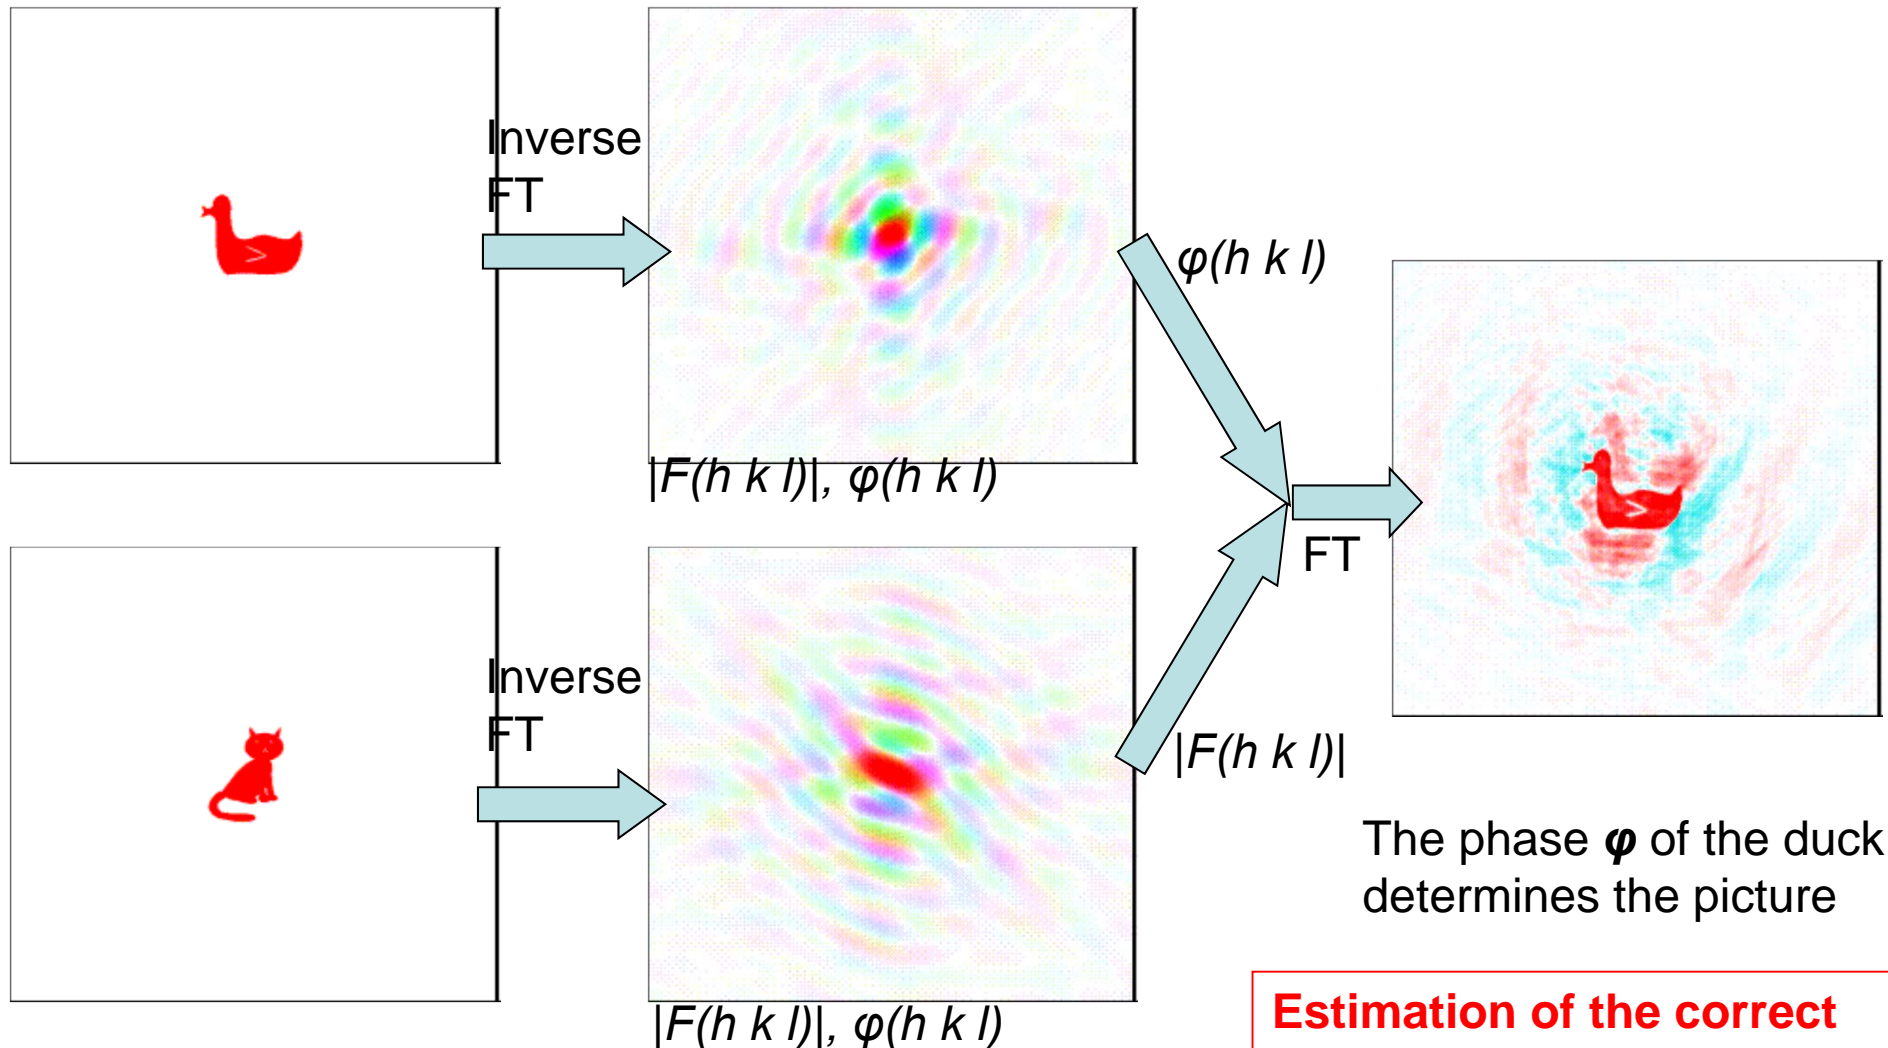 Inverse
FT
φ(h k l)
|F(h k l)|, φ(h k l)
FT
Inverse
FT
|F(h k l)|
The phase φ of the duck
determines the picture
Estimation of the correct
|F(h k l)|, φ(h k l)